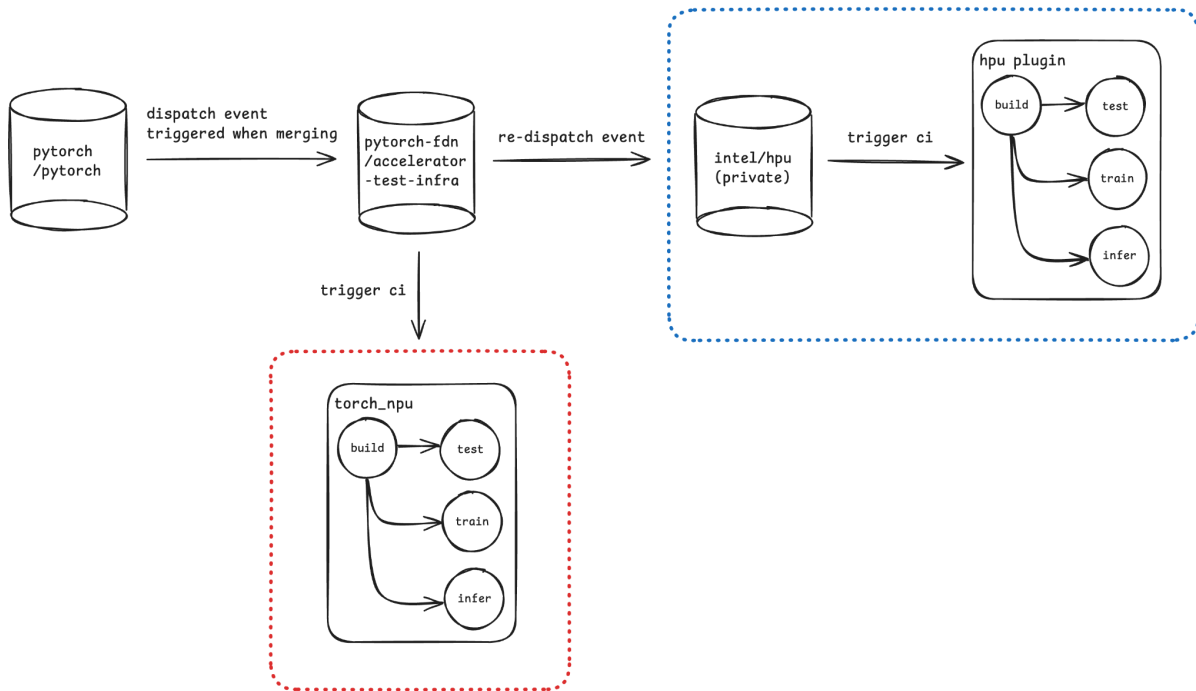 dispatch event
triggered when merging
pytorch
/pytorch
pytorch-fdn
/accelerator
-test-infra
re-dispatch event
intel/hpu
(private)
trigger ci
hpu plugin
build
test
train
infer
trigger ci
torch_npu
build
test
train
infer